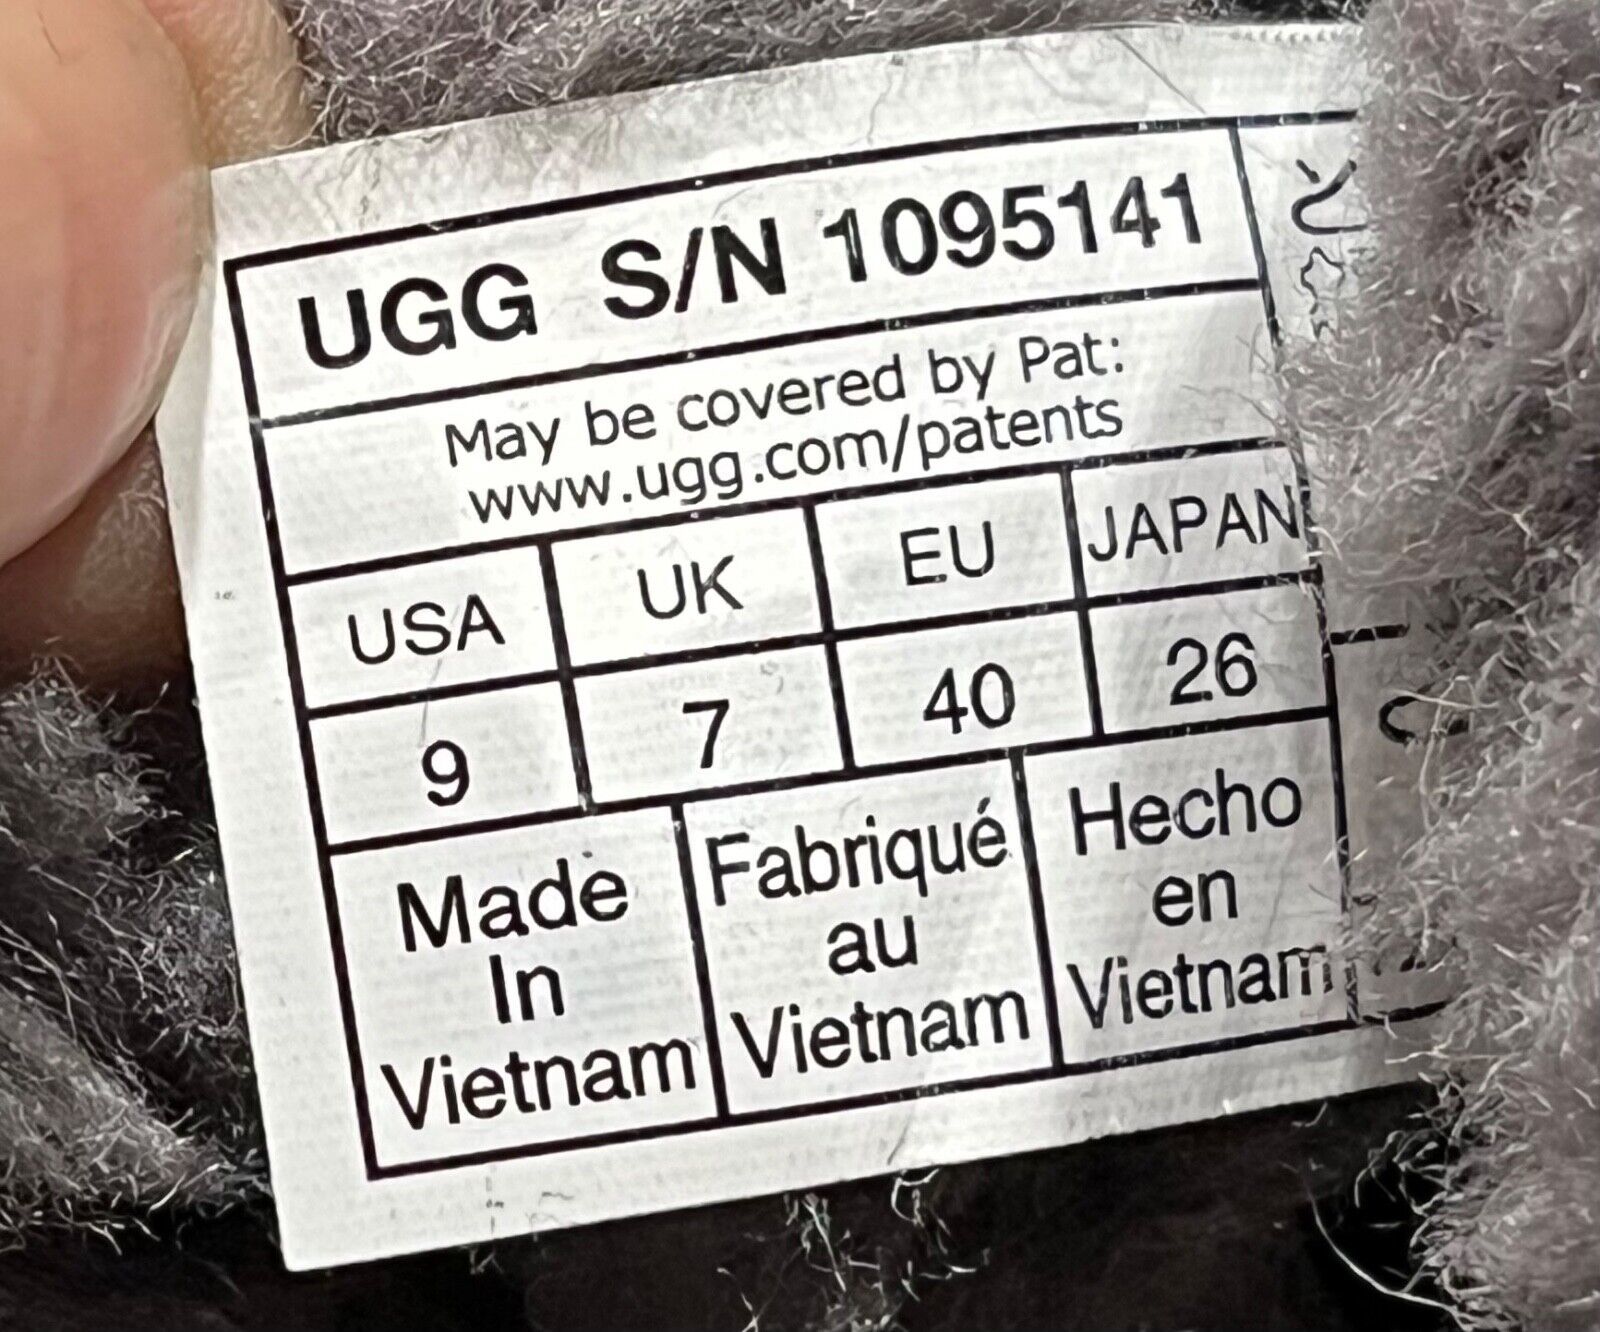 UGG S/N 1095141
May be covered by Pat:
www.ugg.com/patents
USA UK EU JAPAN
9 7 40 26
Made
In
Vietnam
Fabriqué
au
Vietnam
Hecho
en
Vietnam